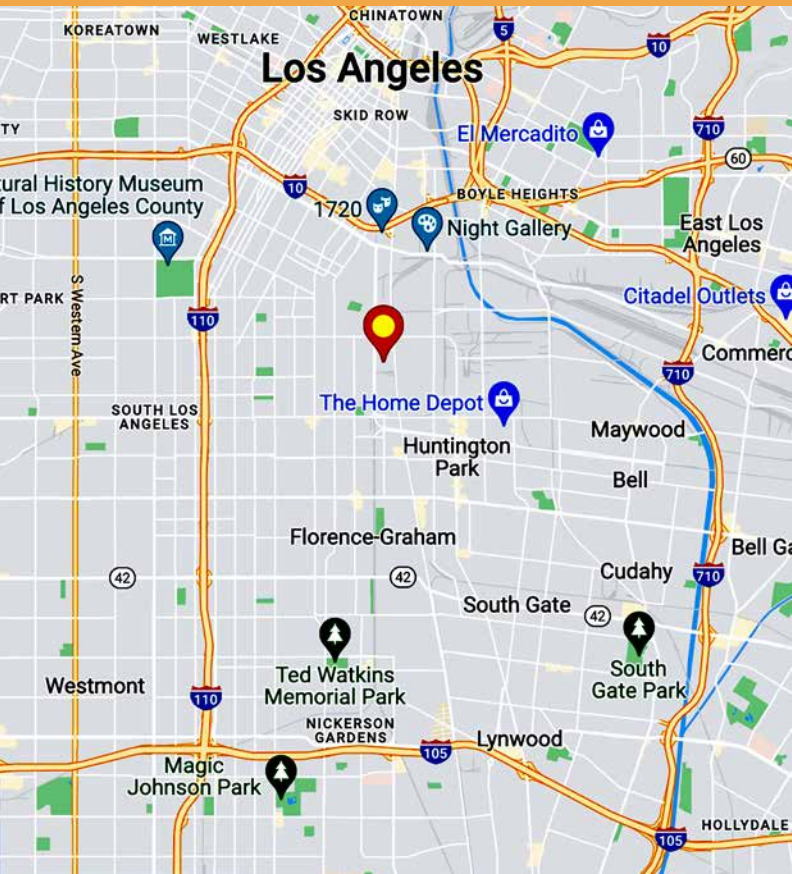 CHINATOWN
KOREATOWN
WESTLAKE
5
10
Los Angeles
SKID ROW
TY
El Mercadito
710
60
10
tural History Museum
f Los Angeles County
1720
BOYLE HEIGHTS
Night Gallery
East Los
Angeles
S Western Ave
RT PARK
110
Citadel Outlets
Commerc
710
The Home Depot
SOUTH LOS
ANGELES
Maywood
Huntington
Park
Bell
Florence-Graham
Bell Ga
42
42
Cudahy
710
South Gate
42
Ted Watkins
Memorial Park
South
Gate Park
Westmont
110
NICKERSON
GARDENS
Lynwood
105
Magic
Johnson Park
HOLLYDALE
105